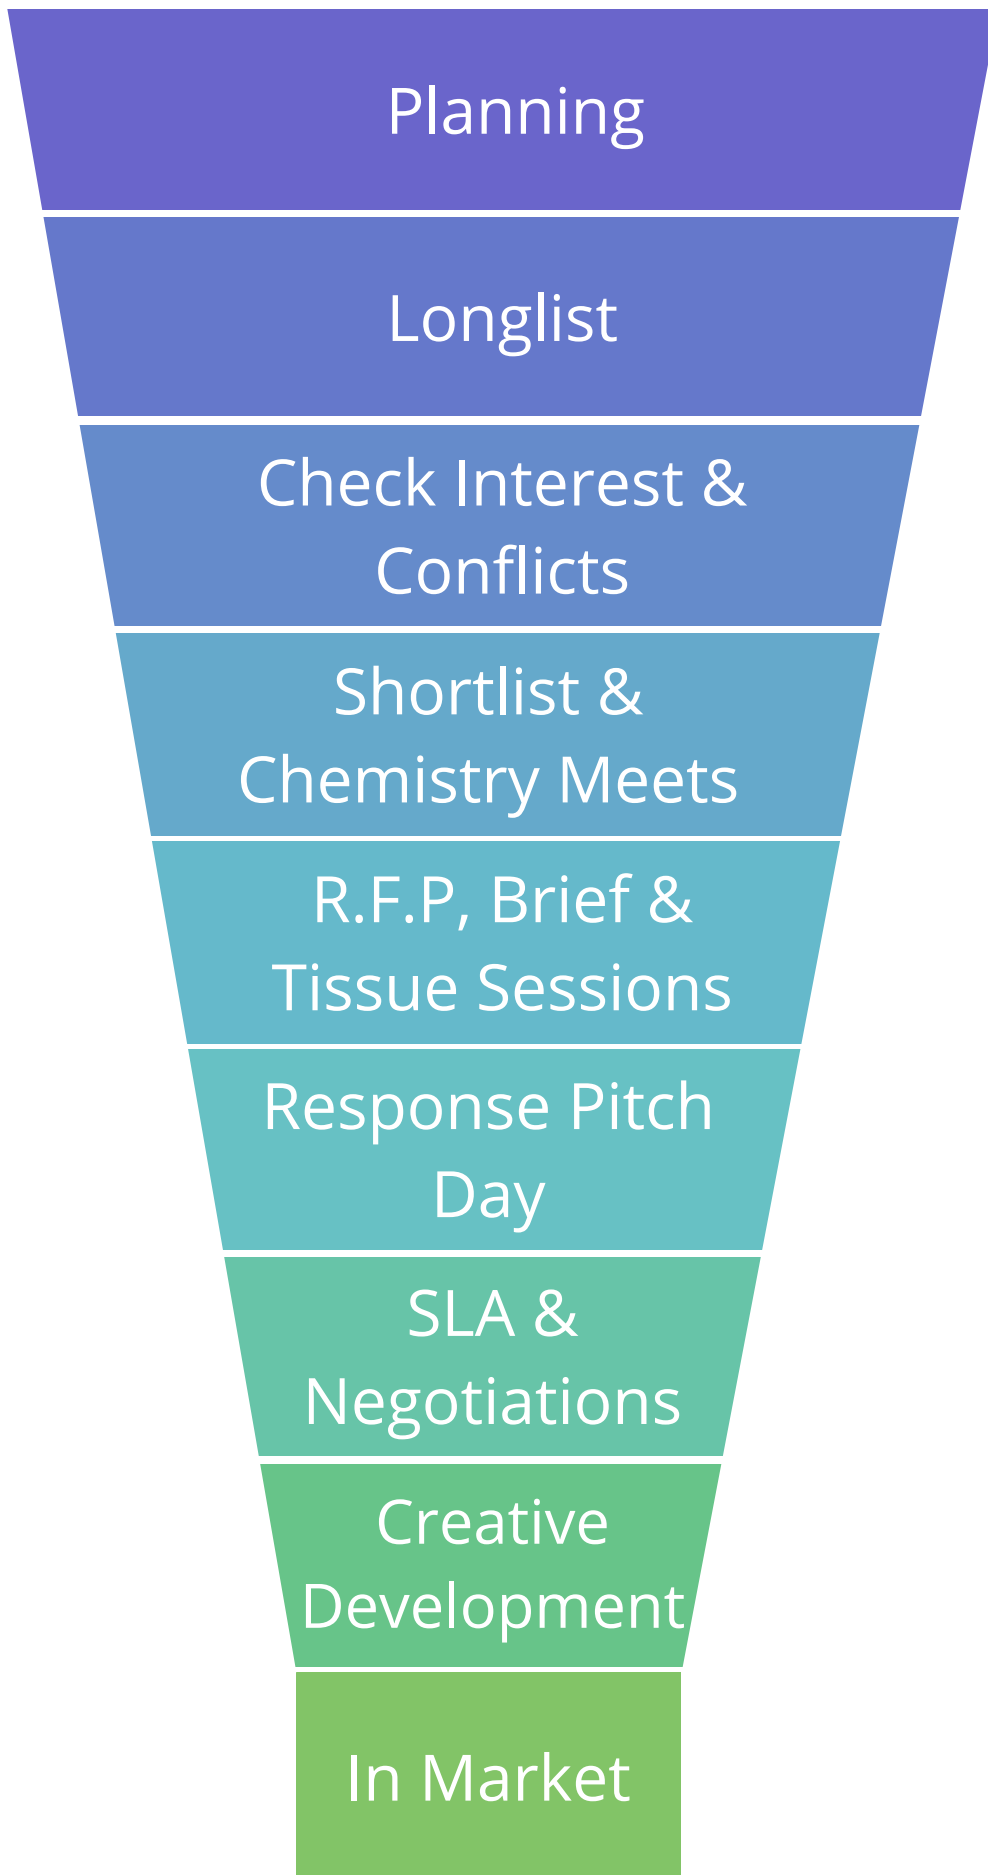 Planning
Longlist
Check Interest &
Conflicts
Shortlist &
Chemistry Meets
R.F.P, Brief &
Tissue Sessions
Response Pitch
Day
SLA &
Negotiations
Creative
Development
In Market